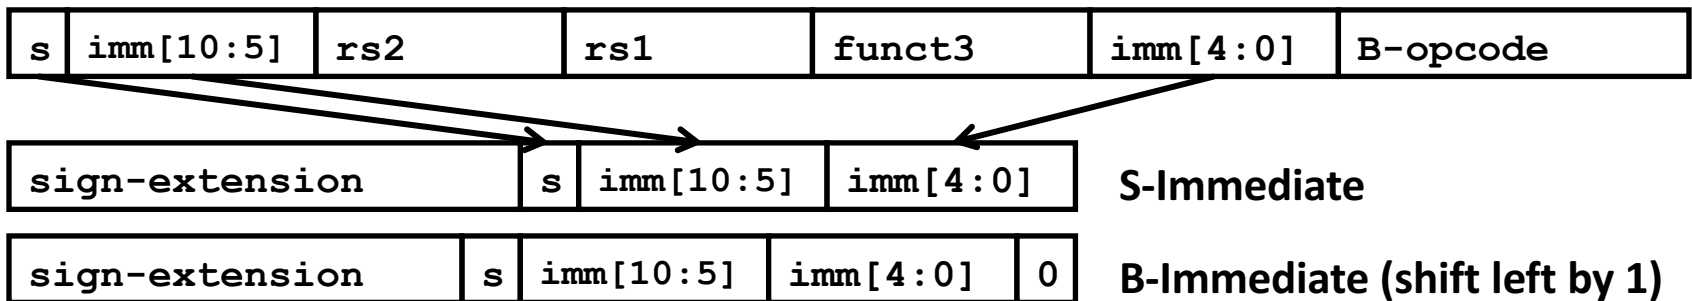 s imm[10:5] rs2 rs1 funct3 imm[4:0] B-opcode
sign-extension s imm[10:5] imm[4:0] S-Immediate
sign-extension s imm[10:5] imm[4:0] 0 B-Immediate (shift left by 1)